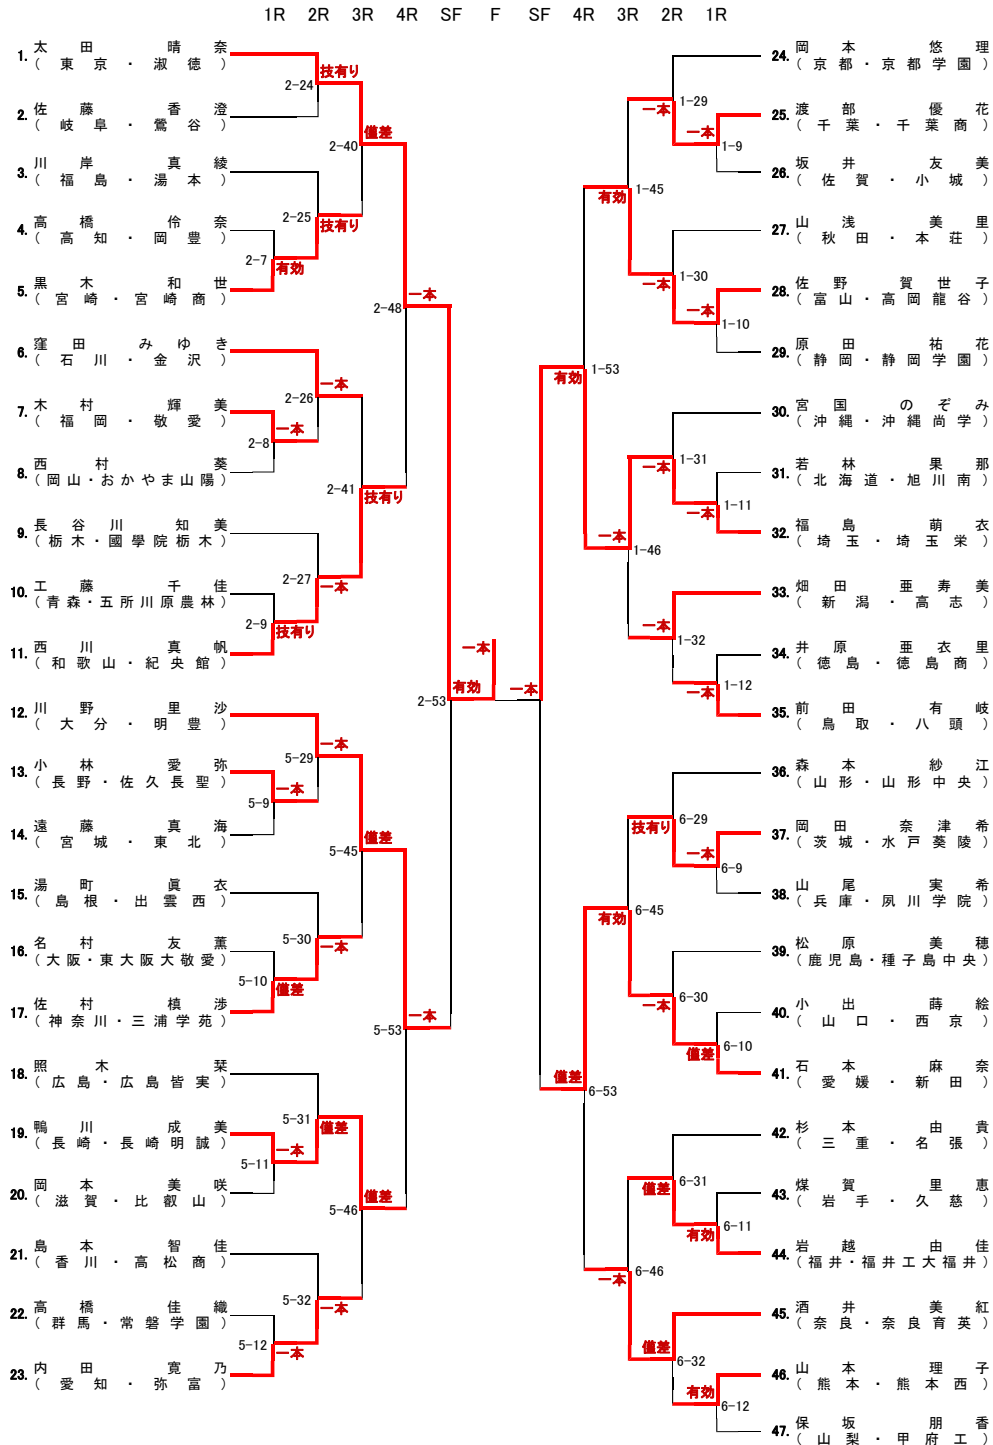 1R 2R 3R 4R SF F SF 4R 3R 2R 1R
1. 太田晴奈
(東京・淑徳)
2. 佐藤香澄
(岐阜・鶯谷)
3. 川岸真綾
(福島・湯本)
4. 高橋伶奈
(高知・岡豊)
5. 黒木和世
(宮崎・宮崎商)
6. 窪田みゆき
(石川・金沢)
7. 木村輝美
(福岡・敬愛)
8. 西村葵
(岡山・おかやま山陽)
9. 長谷川知美
(栃木・國學院栃木)
10. 工藤千佳
(青森・五所川原農林)
11. 西川真帆
(和歌山・紀央館)
12. 川野里沙
(大分・明豊)
13. 小林愛弥
(長野・佐久長聖)
14. 遠藤真海
(宮城・東北)
15. 湯町眞衣
(島根・出雲西)
16. 名村友薫
(大阪・東大阪大敬愛)
17. 佐村槙渉
(神奈川・三浦学苑)
18. 照木栞
(広島・広島皆実)
19. 鴨川成美
(長崎・長崎明誠)
20. 岡本美咲
(滋賀・比叡山)
21. 島本智佳
(香川・高松商)
22. 高橋佳織
(群馬・常磐学園)
23. 内田寛乃
(愛知・弥富)
2-7 有効
2-8 一本
2-9 技有り
5-9 一本
5-10 僅差
5-11 一本
5-12 一本
2-24 技有り
2-25 技有り
2-26 一本
2-27 一本
5-29 一本
5-30 一本
5-31 僅差
5-32 一本
2-40 僅差
2-41 技有り
5-45 僅差
5-46 僅差
2-48 一本
5-53 一本
2-53 有効
一本
一本
1-53 有効
6-53 僅差
1-45 有効
1-46 一本
6-45 有効
6-46 一本
1-29 一本
1-30 一本
1-31 一本
1-32 一本
6-29 技有り
6-30 一本
6-31 僅差
6-32 僅差
1-9 一本
1-10 一本
1-11 一本
1-12 一本
6-9 一本
6-10 僅差
6-11 有効
6-12 有効
24. 岡本悠理
(京都・京都学園)
25. 渡部優花
(千葉・千葉商)
26. 坂井友美
(佐賀・小城)
27. 山浅美里
(秋田・本荘)
28. 佐野賀世子
(富山・高岡龍谷)
29. 原田祐花
(静岡・静岡学園)
30. 宮国のぞみ
(沖縄・沖縄尚学)
31. 若林果那
(北海道・旭川南)
32. 福島萌衣
(埼玉・埼玉栄)
33. 畑田亜寿美
(新潟・高志)
34. 井原亜衣里
(徳島・徳島商)
35. 前田有岐
(鳥取・八頭)
36. 森本紗江
(山形・山形中央)
37. 岡田奈津希
(茨城・水戸葵陵)
38. 山尾実希
(兵庫・夙川学院)
39. 松原美穂
(鹿児島・種子島中央)
40. 小出蒔絵
(山口・西京)
41. 石本麻奈
(愛媛・新田)
42. 杉本由貴
(三重・名張)
43. 煤賀里恵
(岩手・久慈)
44. 岩越由佳
(福井・福井工大福井)
45. 酒井美紅
(奈良・奈良育英)
46. 山本理子
(熊本・熊本西)
47. 保坂朋香
(山梨・甲府工)